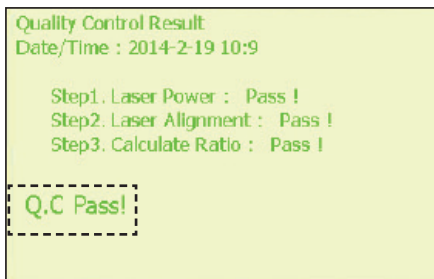 Quality Control Result
Date/Time : 2014-2-19 10:9
Step1. Laser Power : Pass !
Step2. Laser Alignment : Pass !
Step3. Calculate Ratio : Pass !
Q.C Pass!